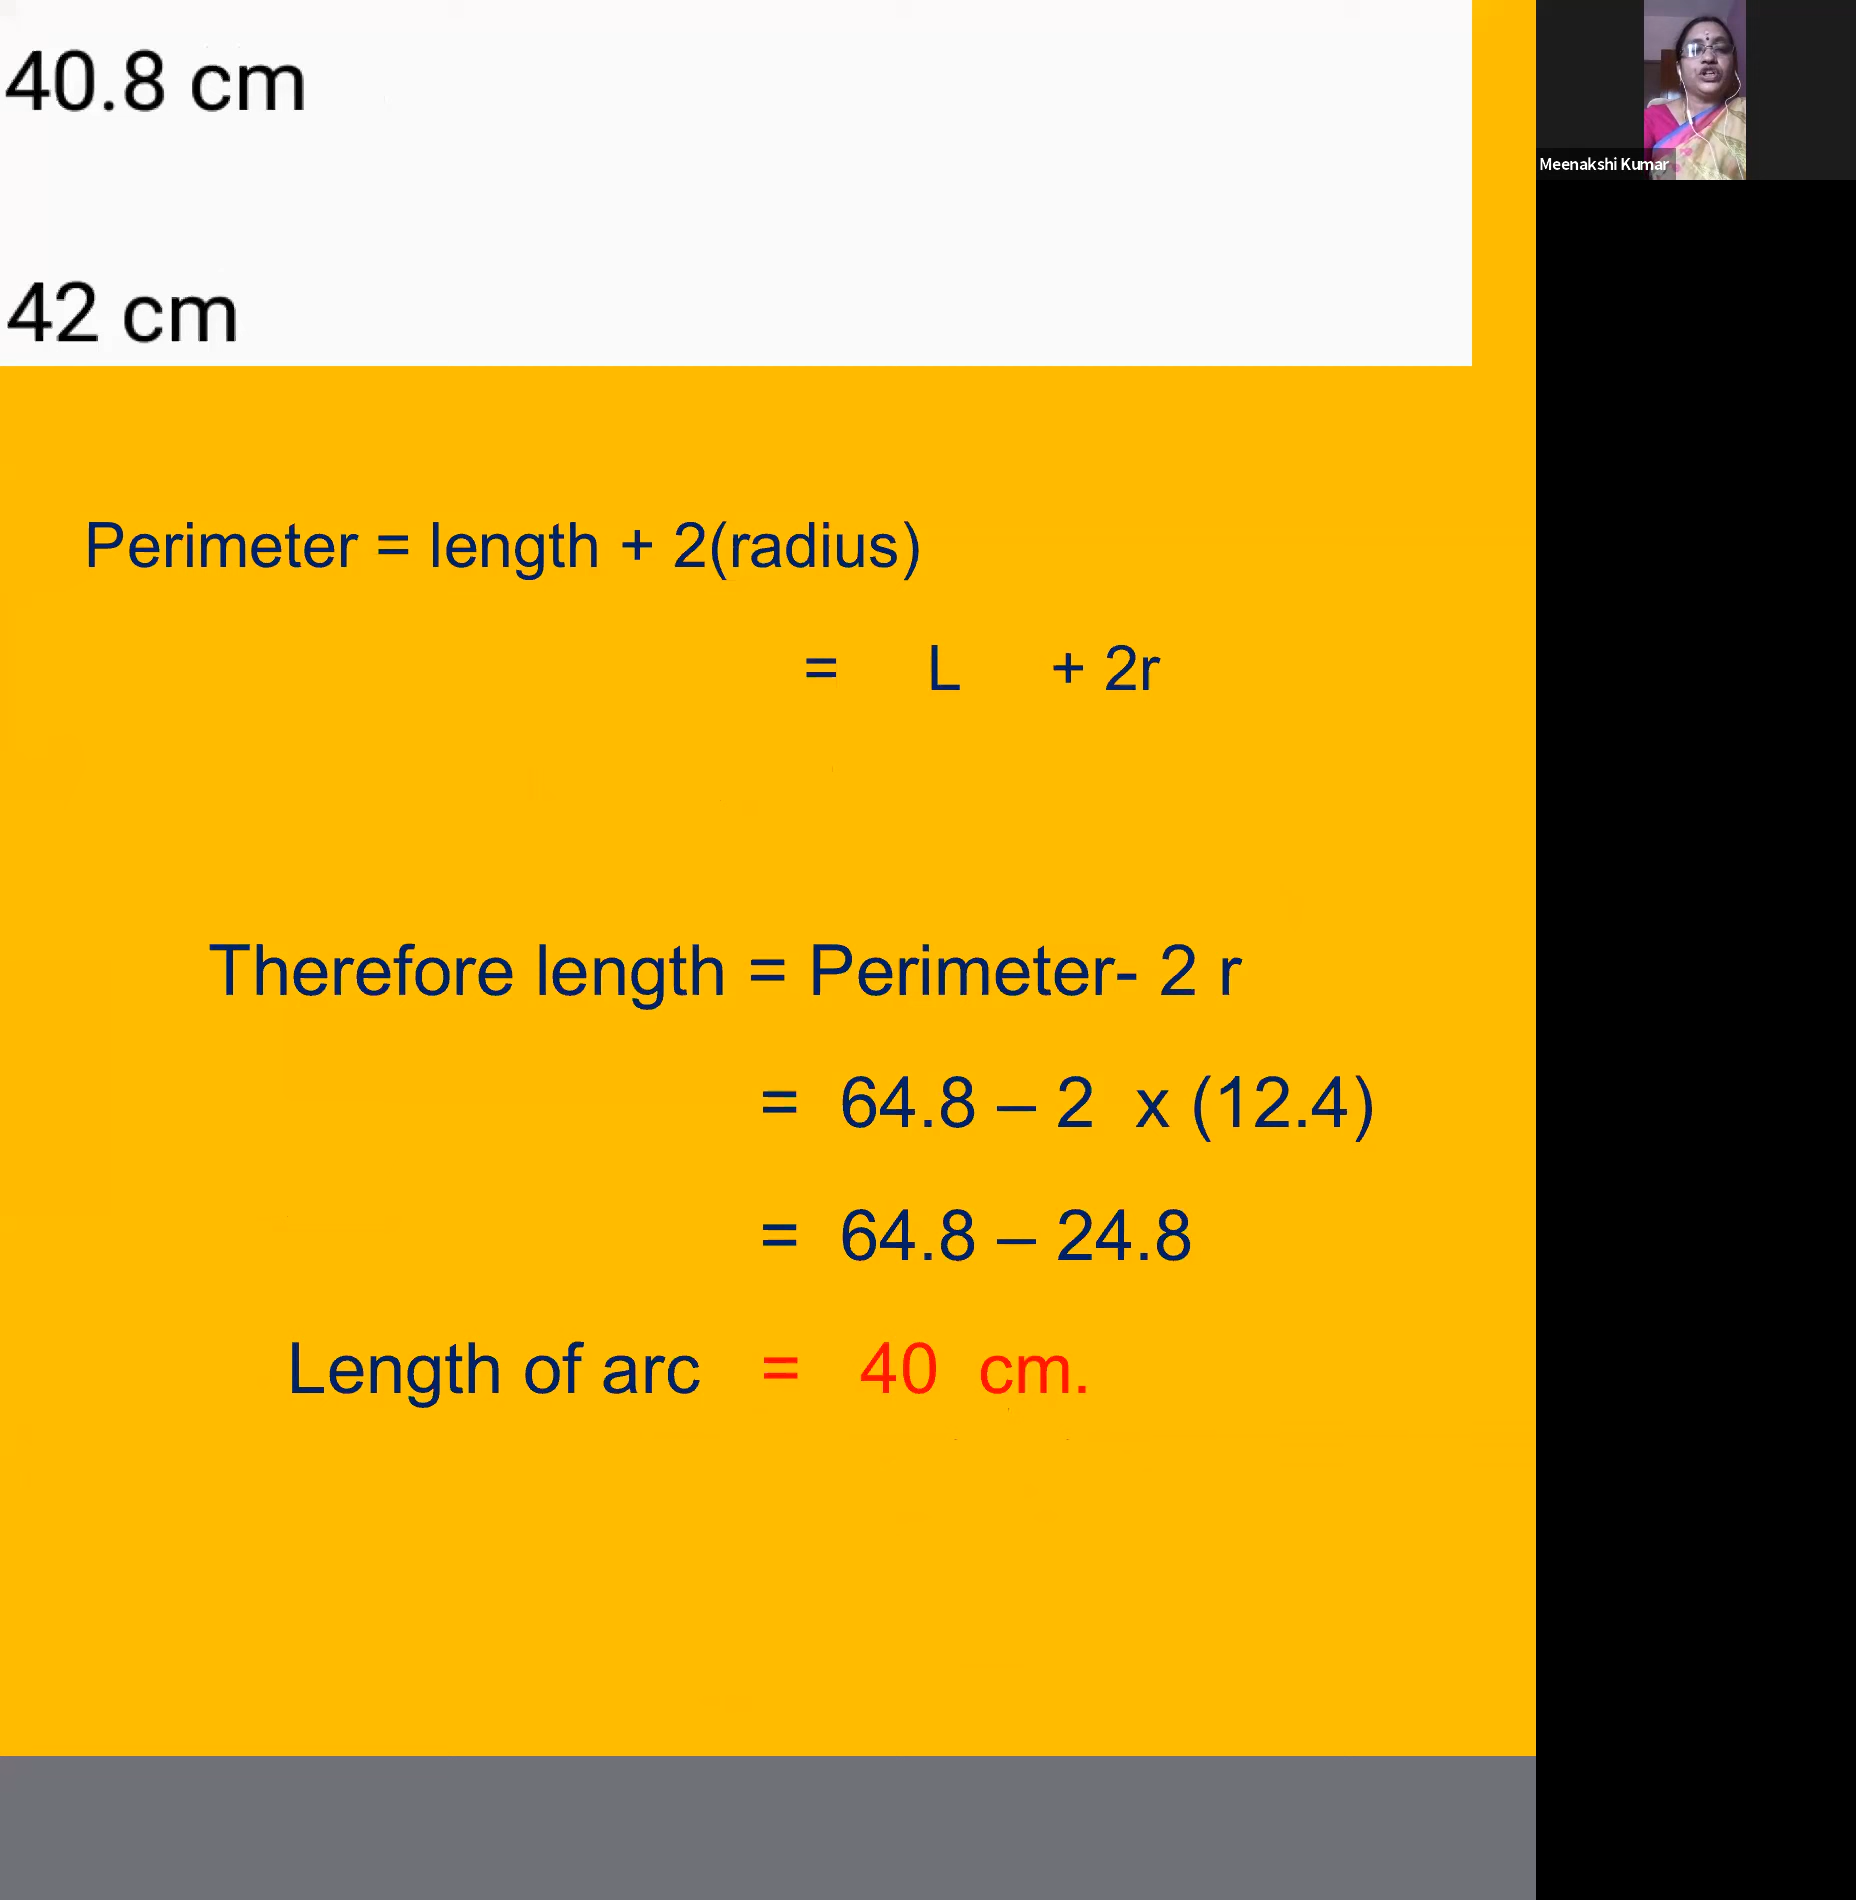 40.8 cm
Meenakshi Kumar
42 cm
Perimeter = length + 2(radius)
= L + 2r
Therefore length = Perimeter- 2 r
= 64.8 – 2 x (12.4)
= 64.8 – 24.8
Length of arc = 40 cm.